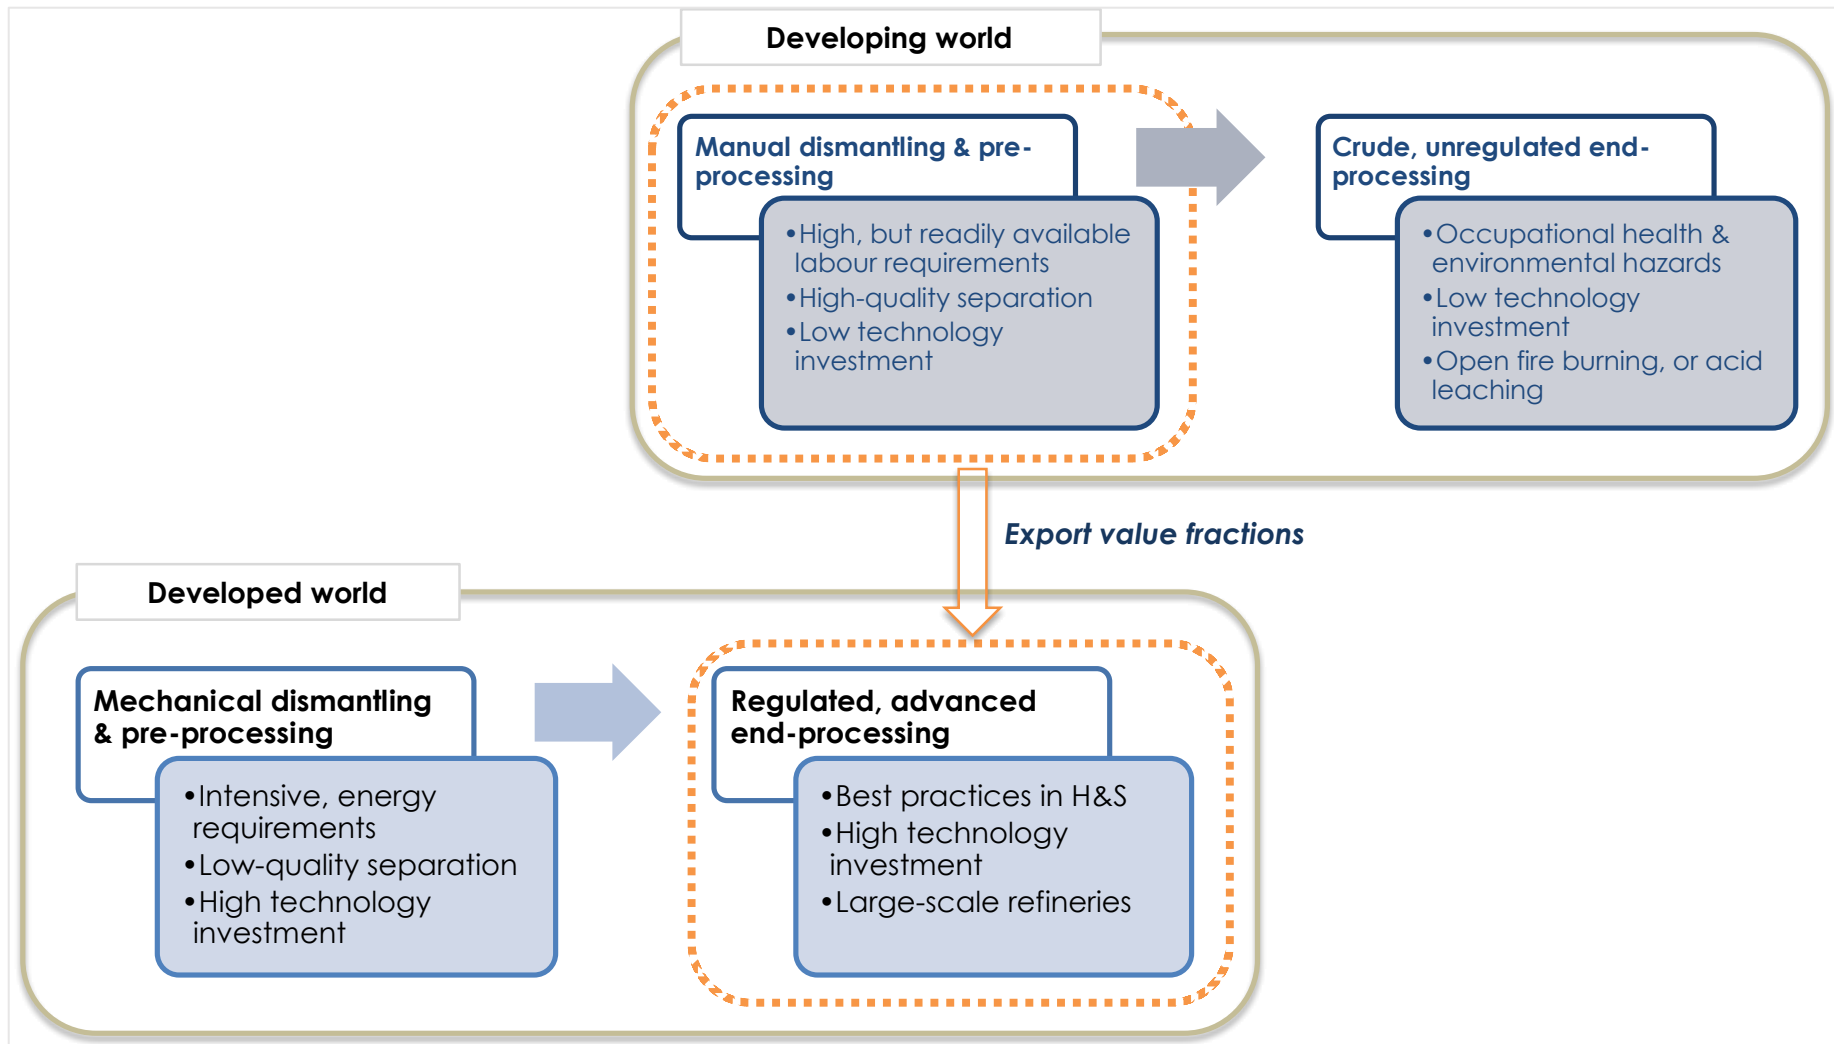 Developing world
Manual dismantling & pre-
processing
•High, but readily available
labour requirements
•High-quality separation
•Low technology
investment
Crude, unregulated end-
processing
•Occupational health &
environmental hazards
•Low technology
investment
•Open fire burning, or acid
leaching
Export value fractions
Developed world
Mechanical dismantling
& pre-processing
•Intensive, energy
requirements
•Low-quality separation
•High technology
investment
Regulated, advanced
end-processing
•Best practices in H&S
•High technology
investment
•Large-scale refineries